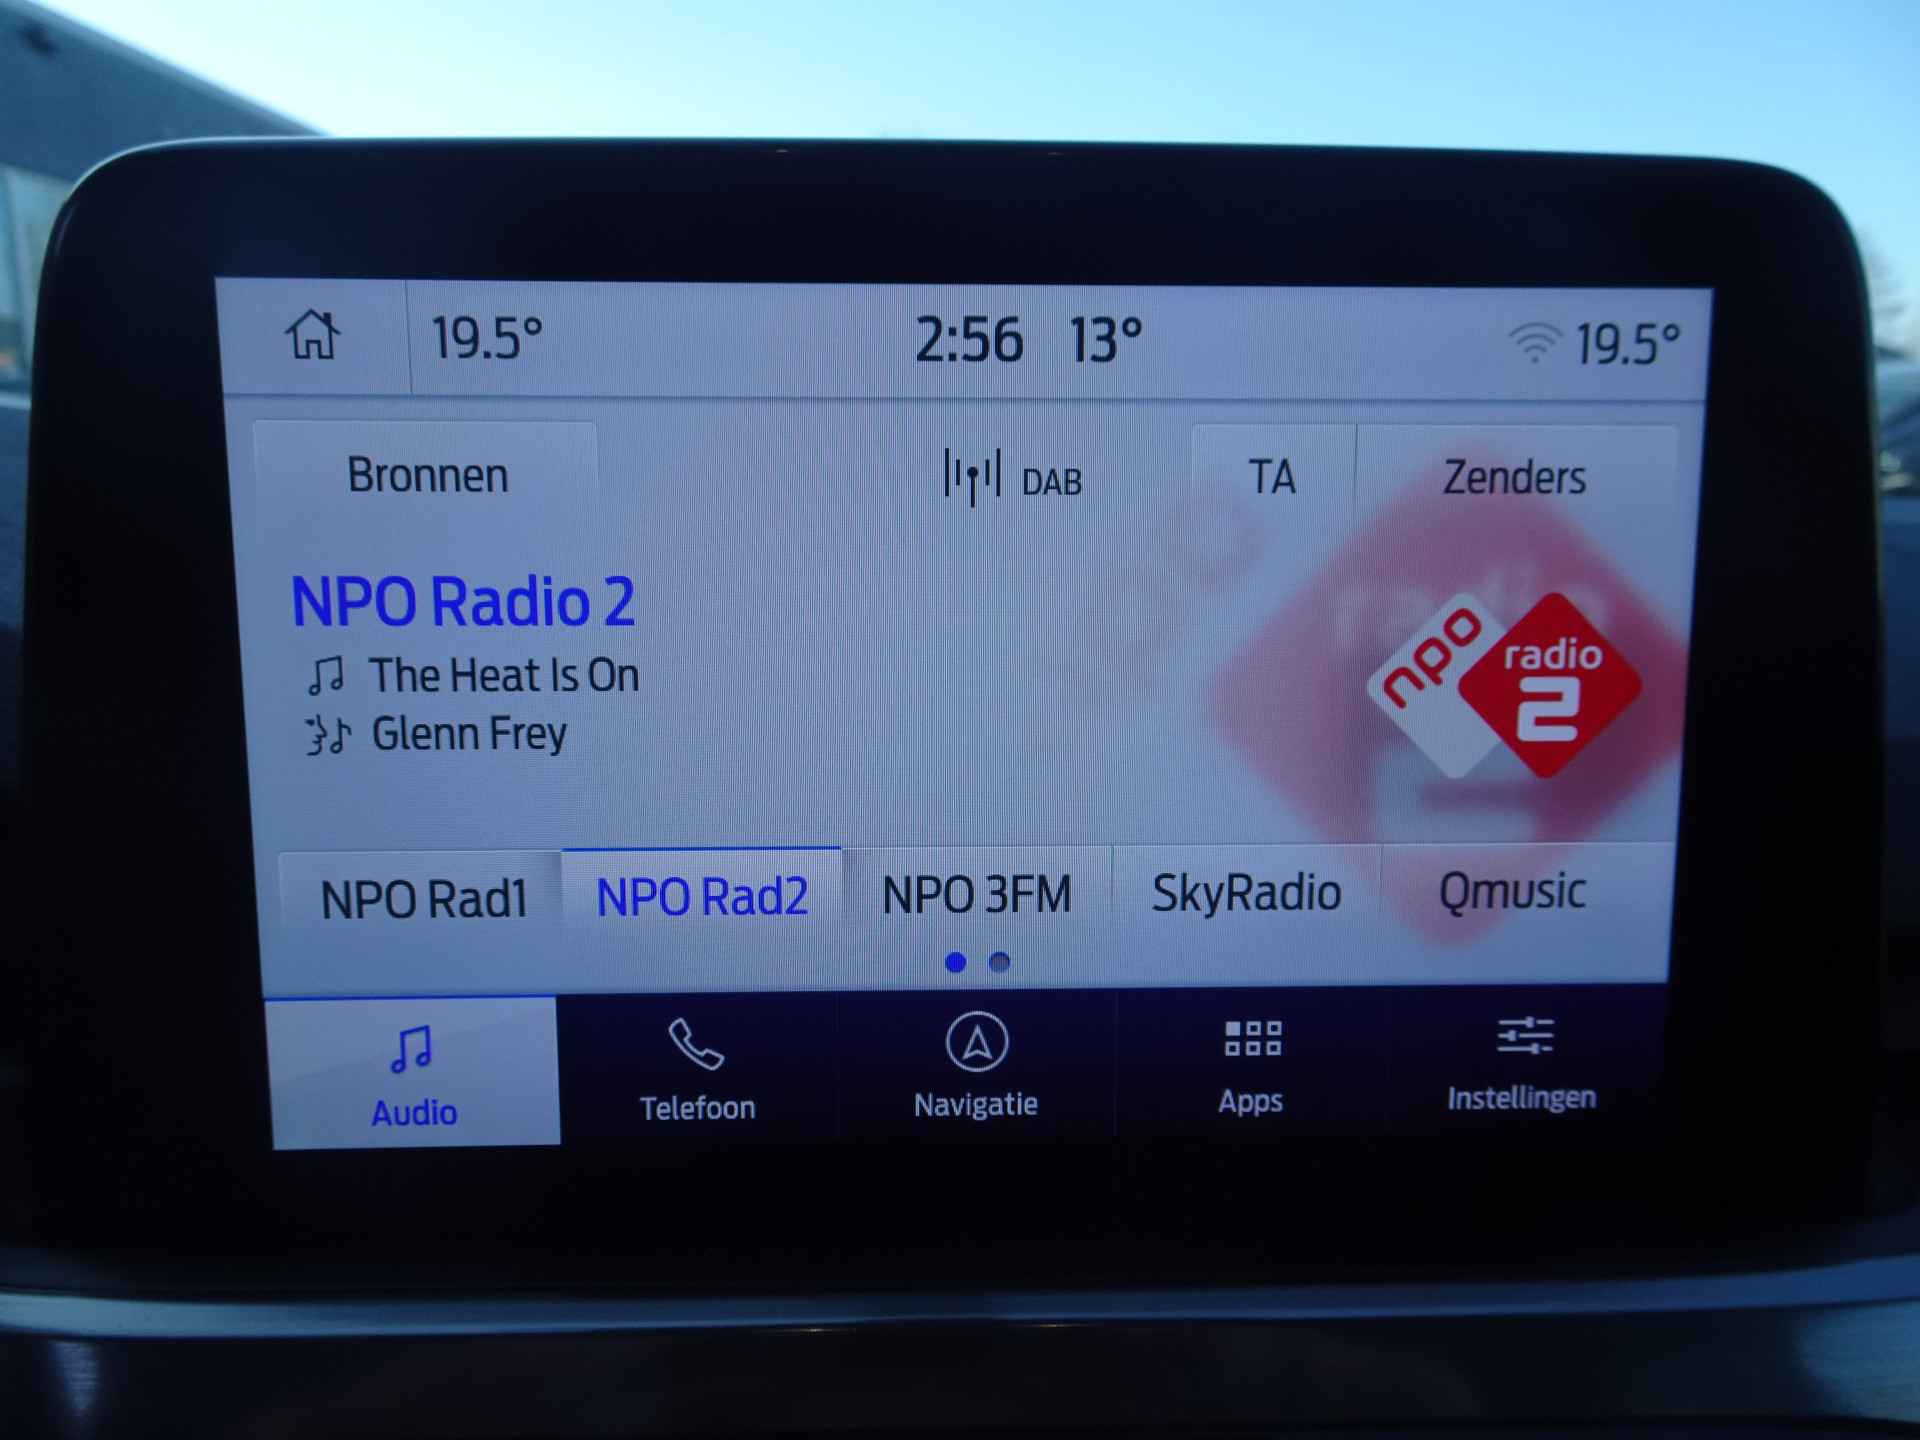 19.5° 2:56 13° 19.5°
Bronnen DAB TA Zenders
NPO Radio 2
The Heat Is On
Glenn Frey
npo radio 2
NPO Rad1 NPO Rad2 NPO 3FM SkyRadio Qmusic
Audio Telefoon Navigatie Apps Instellingen